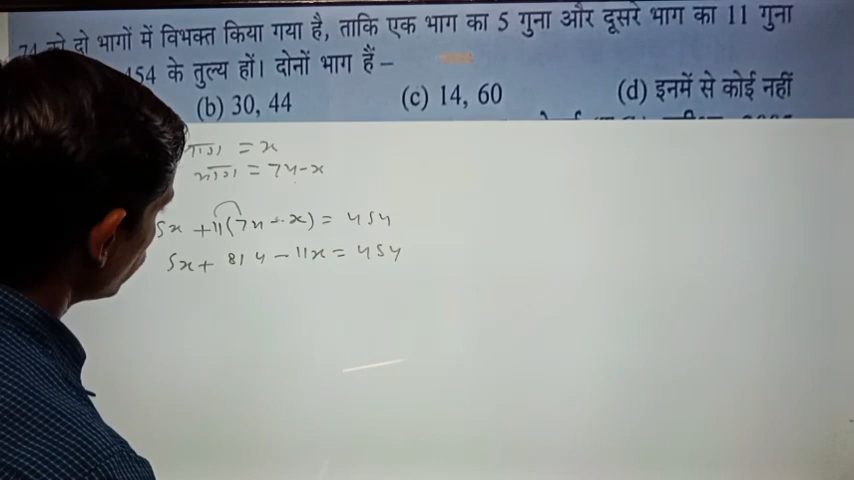 74 को दो भागों में विभक्त किया गया है, ताकि एक भाग का 5 गुना और दूसरे भाग का 11 गुना
454 के तुल्य हों। दोनों भाग हैं –
(b) 30, 44 (c) 14, 60 (d) इनमें से कोई नहीं
भाग = x
भाग = 74-x
5x + 11(74 - x) = 454
5x + 814 - 11x = 454